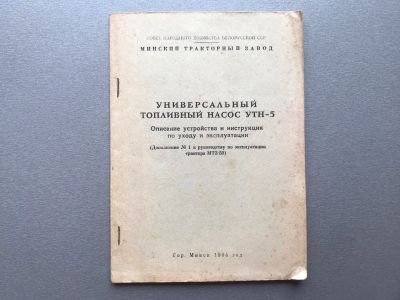 СОВЕТ НАРОДНОГО ХОЗЯЙСТВА БЕЛОРУССКОЙ ССР
МИНСКИЙ ТРАКТОРНЫЙ ЗАВОД
УНИВЕРСАЛЬНЫЙ
ТОПЛИВНЫЙ НАСОС УТН-5
Описание устройства и инструкция
по уходу и эксплуатации
(Дополнение № 1 к руководству по эксплуатации
трактора МТЗ-50)
Гор. Минск 1964 год